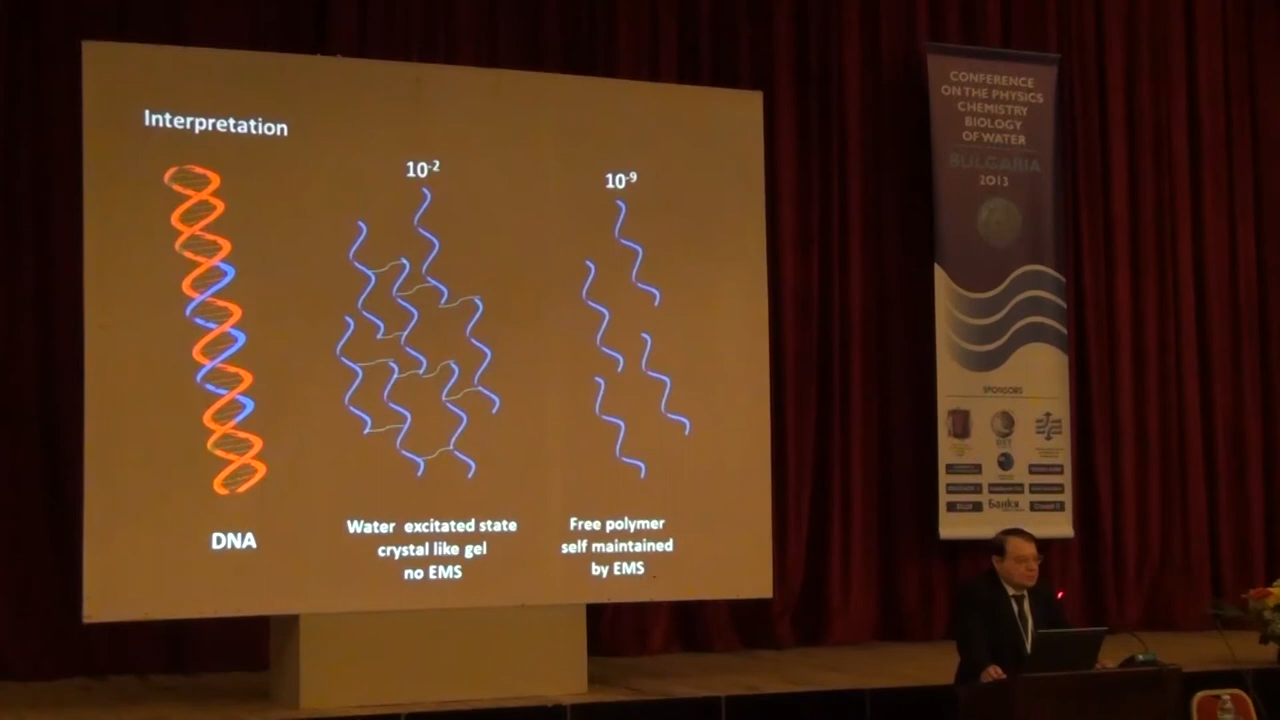 Interpretation
10-2
10-9
DNA
Water excitated state
crystal like gel
no EMS
Free polymer
self maintained
by EMS
CONFERENCE
ON THE PHYSICS
CHEMISTRY
BIOLOGY
OF WATER
BULGARIA
2013
SPONSORS
Банкя